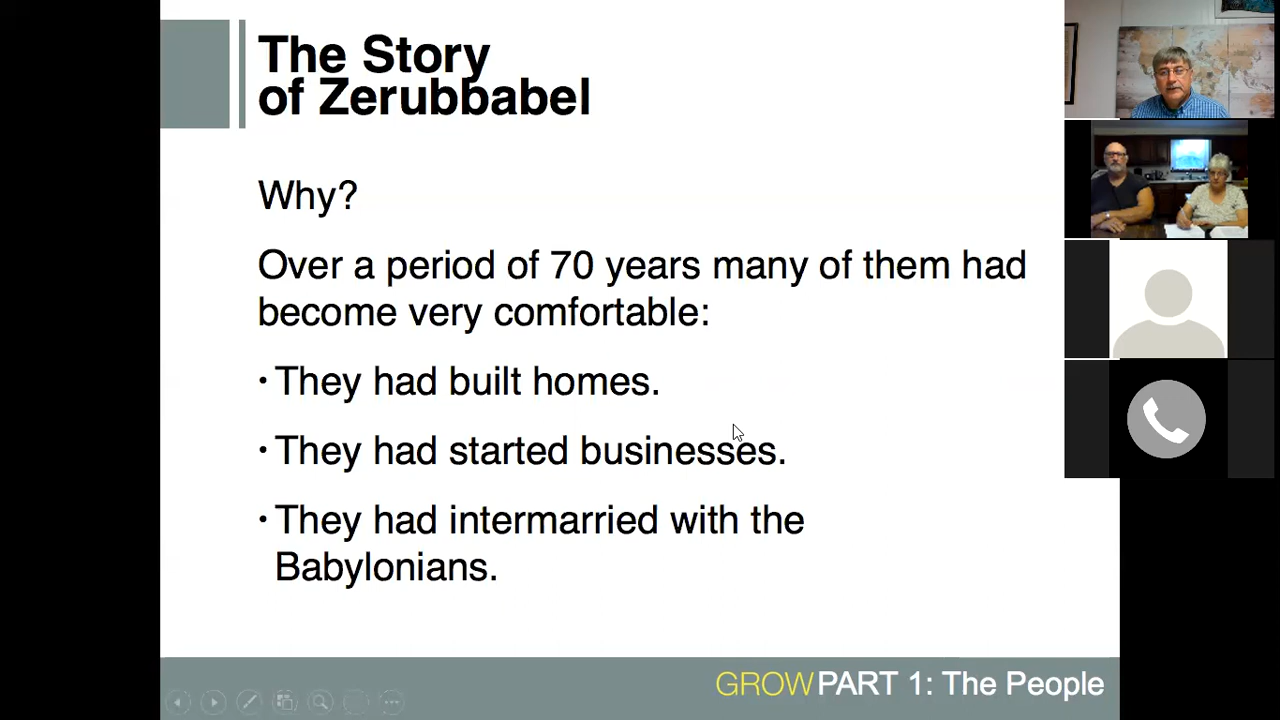 The Story
of Zerubbabel
Why?
Over a period of 70 years many of them had
become very comfortable:
• They had built homes.
• They had started businesses.
• They had intermarried with the
Babylonians.
GROW PART 1: The People